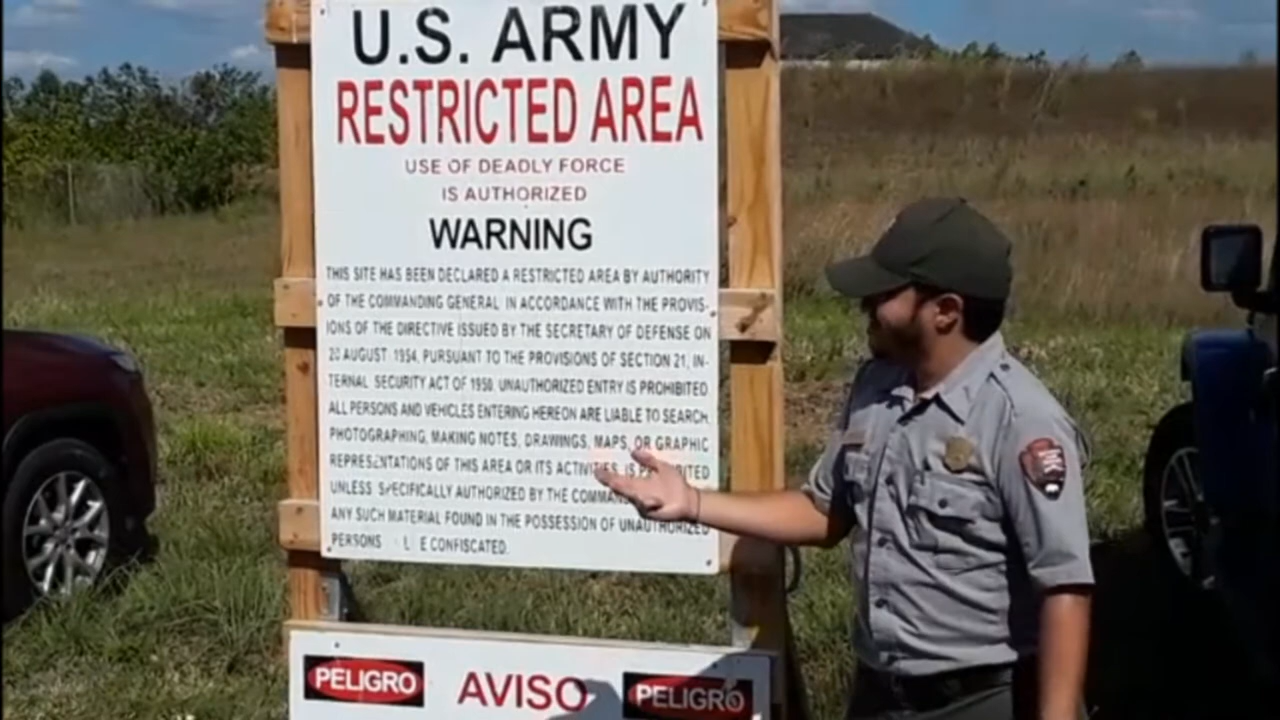 U.S. ARMY
RESTRICTED AREA
USE OF DEADLY FORCE
IS AUTHORIZED
WARNING
THIS SITE HAS BEEN DECLARED A RESTRICTED AREA BY AUTHORITY
OF THE COMMANDING GENERAL IN ACCORDANCE WITH THE PROVIS-
IONS OF THE DIRECTIVE ISSUED BY THE SECRETARY OF DEFENSE ON
20 AUGUST 1954, PURSUANT TO THE PROVISIONS OF SECTION 21, IN-
TERNAL SECURITY ACT OF 1950. UNAUTHORIZED ENTRY IS PROHIBITED
ALL PERSONS AND VEHICLES ENTERING HEREON ARE LIABLE TO SEARCH.
PHOTOGRAPHING, MAKING NOTES, DRAWINGS, MAPS, OR GRAPHIC
REPRESENTATIONS OF THIS AREA OR ITS ACTIVITIES, IS
UNLESS SPECIFICALLY AUTHORIZED BY THE
ANY SUCH MATERIAL FOUND IN THE POSSESSION OF UNAUTHORIZED
PERSONS CONFISCATED.
PELIGRO AVISO PELIGRO